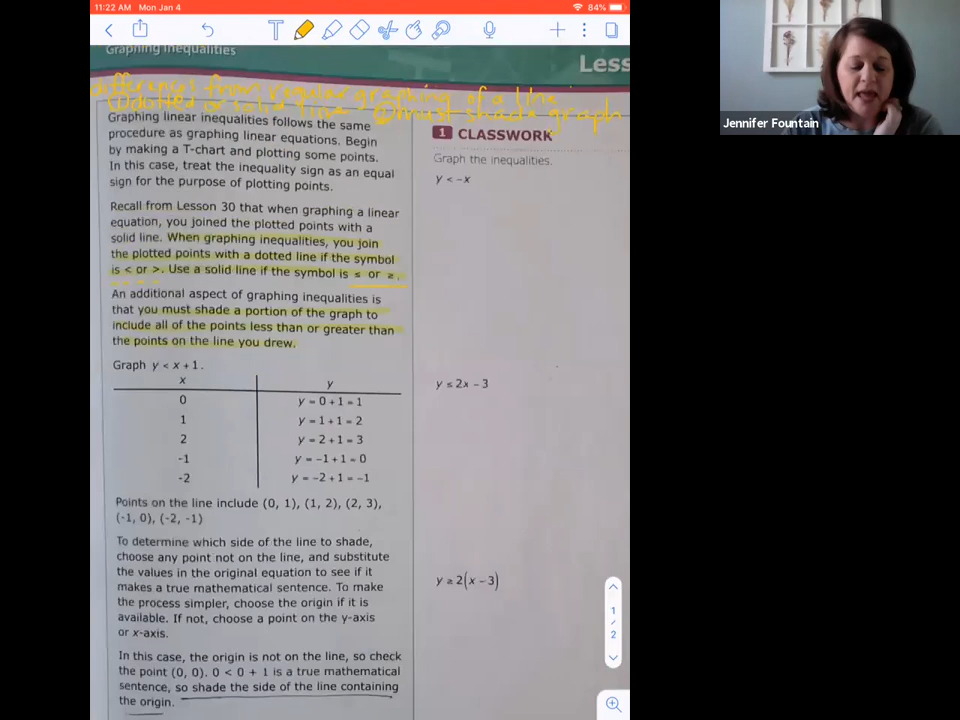 11:22 AM Mon Jan 4
84%
Graphing Inequalities
Less
differences from regular graphing of a line
①dotted or solid line ②must shade graph
Graphing linear inequalities follows the same
procedure as graphing linear equations. Begin
by making a T-chart and plotting some points.
In this case, treat the inequality sign as an equal
sign for the purpose of plotting points.
Recall from Lesson 30 that when graphing a linear
equation, you joined the plotted points with a
solid line. When graphing inequalities, you join
the plotted points with a dotted line if the symbol
is < or >. Use a solid line if the symbol is ≤ or ≥.
An additional aspect of graphing inequalities is
that you must shade a portion of the graph to
include all of the points less than or greater than
the points on the line you drew.
Graph y < x + 1.
x y
0 y = 0 + 1 = 1
1 y = 1 + 1 = 2
2 y = 2 + 1 = 3
-1 y = -1 + 1 = 0
-2 y = -2 + 1 = -1
Points on the line include (0, 1), (1, 2), (2, 3),
(-1, 0), (-2, -1)
To determine which side of the line to shade,
choose any point not on the line, and substitute
the values in the original equation to see if it
makes a true mathematical sentence. To make
the process simpler, choose the origin if it is
available. If not, choose a point on the y-axis
or x-axis.
In this case, the origin is not on the line, so check
the point (0, 0). 0 < 0 + 1 is a true mathematical
sentence, so shade the side of the line containing
the origin.
1 CLASSWORK
Graph the inequalities.
y < -x
y ≤ 2x - 3
y ≥ 2(x - 3)
1
/
2
Jennifer Fountain